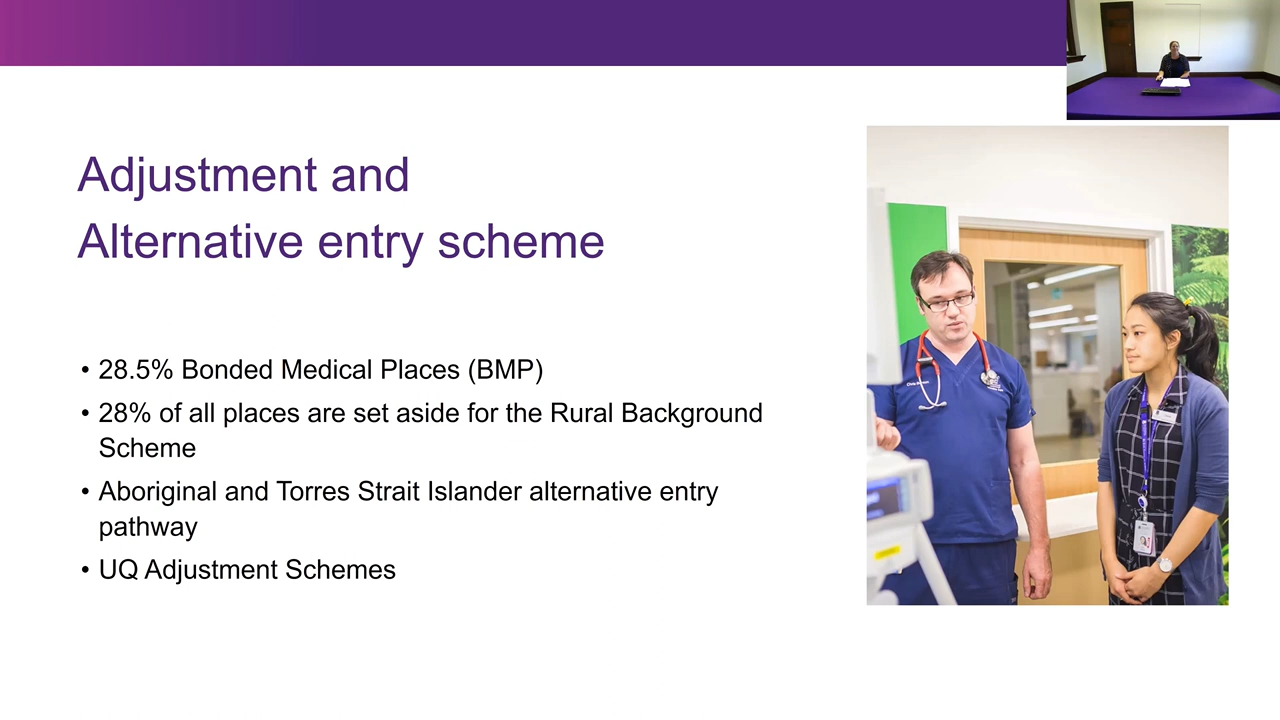 Adjustment and
Alternative entry scheme
• 28.5% Bonded Medical Places (BMP)
• 28% of all places are set aside for the Rural Background
Scheme
• Aboriginal and Torres Strait Islander alternative entry
pathway
• UQ Adjustment Schemes